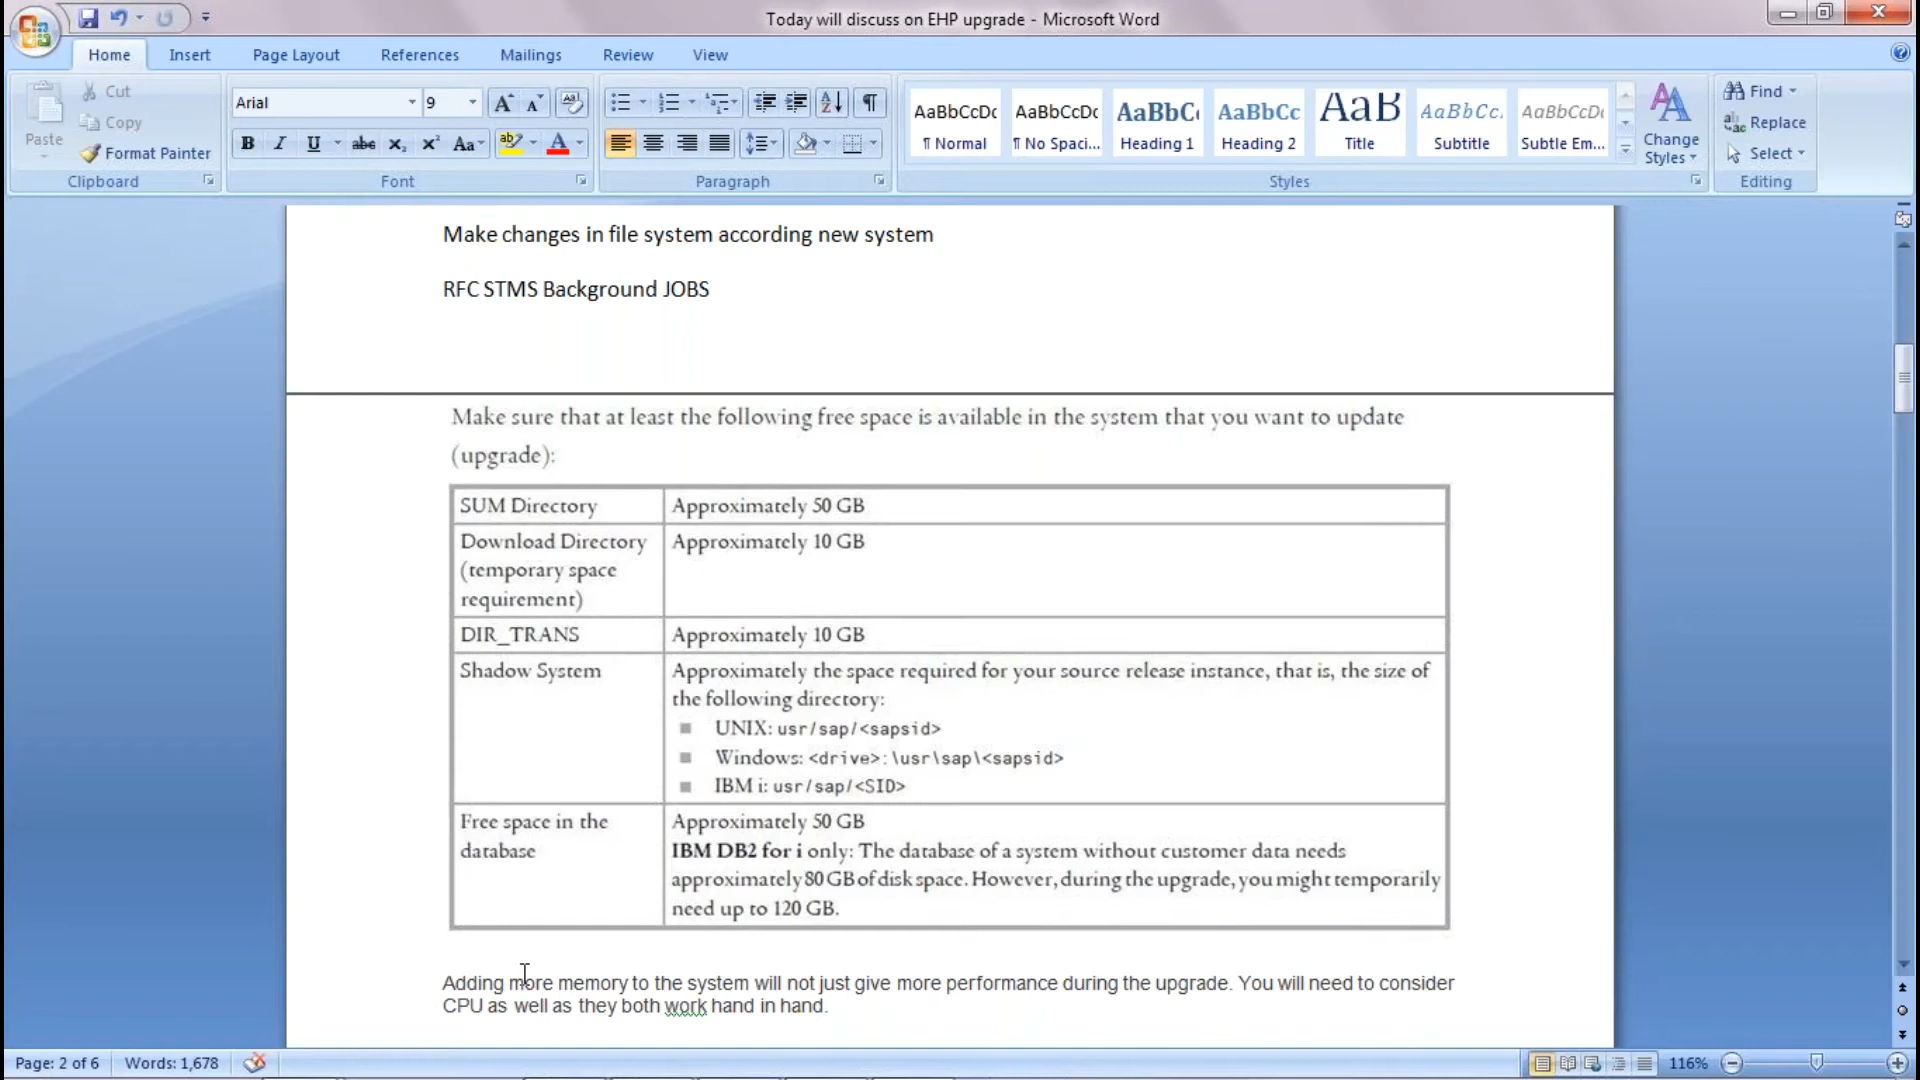 Today will discuss on EHP upgrade - Microsoft Word
Home Insert Page Layout References Mailings Review View
Paste
Cut
Copy
Format Painter
Clipboard
Arial 9
Font
Paragraph
AaBbCcDc AaBbCcDc AaBbC AaBbCc AaB AaBbCc. AaBbCcDc
¶ Normal ¶ No Spaci... Heading 1 Heading 2 Title Subtitle Subtle Em...
Change
Styles
Styles
Find
Replace
Select
Editing
Make changes in file system according new system
RFC STMS Background JOBS
Make sure that at least the following free space is available in the system that you want to update
(upgrade):
SUM Directory Approximately 50 GB
Download Directory Approximately 10 GB
(temporary space
requirement)
DIR_TRANS Approximately 10 GB
Shadow System Approximately the space required for your source release instance, that is, the size of
the following directory:
UNIX: usr/sap/<sapsid>
Windows: <drive>:\usr\sap\<sapsid>
IBM i: usr/sap/<SID>
Free space in the Approximately 50 GB
database IBM DB2 for i only: The database of a system without customer data needs
approximately 80 GB of disk space. However, during the upgrade, you might temporarily
need up to 120 GB.
Adding more memory to the system will not just give more performance during the upgrade. You will need to consider
CPU as well as they both work hand in hand.
Page: 2 of 6 Words: 1,678 116%